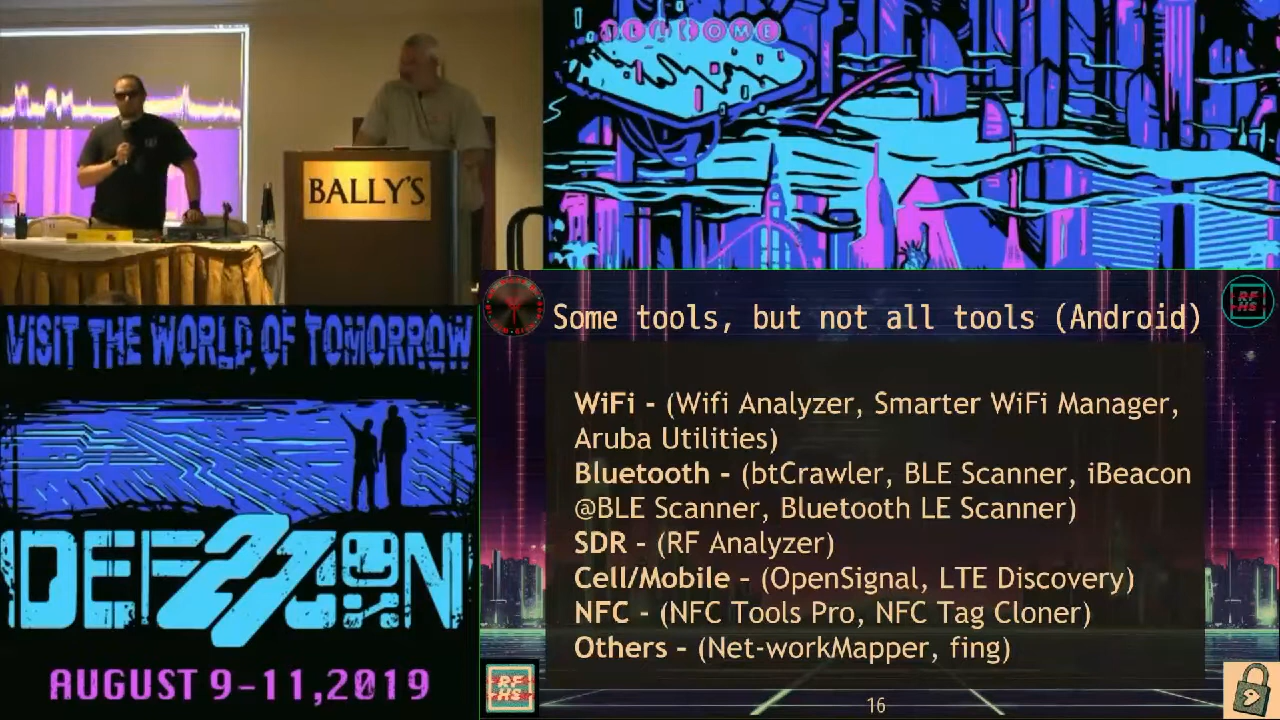 WELCOME
BALLY'S
VISIT THE WORLD OF TOMORROW
DEF 27 CON
AUGUST 9-11,2019
Some tools, but not all tools (Android)
RF
HS
WiFi - (Wifi Analyzer, Smarter WiFi Manager,
Aruba Utilities)
Bluetooth - (btCrawler, BLE Scanner, iBeacon
@BLE Scanner, Bluetooth LE Scanner)
SDR - (RF Analyzer)
Cell/Mobile - (OpenSignal, LTE Discovery)
NFC - (NFC Tools Pro, NFC Tag Cloner)
Others - (Net-workMapper, fing)
RF
HS
16